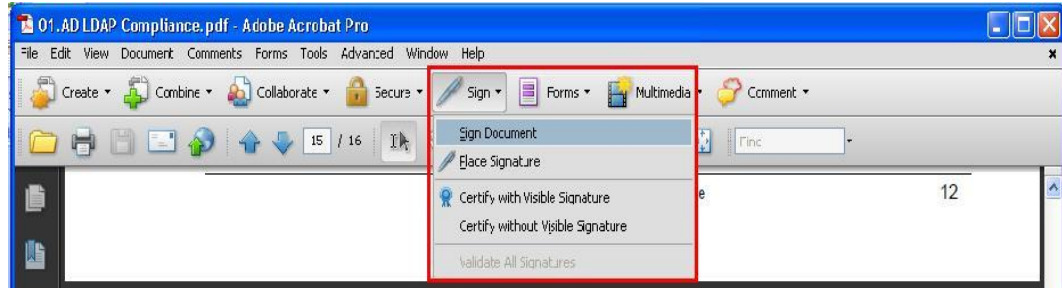 01.AD LDAP Compliance.pdf - Adobe Acrobat Pro
File Edit View Document Comments Forms Tools Advanced Window Help
Create Combine Collaborate Secure Sign Forms Multimedia Comment
15 / 16 Find
Sign Document
Place Signature
e 12
Certify with Visible Signature
Certify without Visible Signature
Validate All Signatures